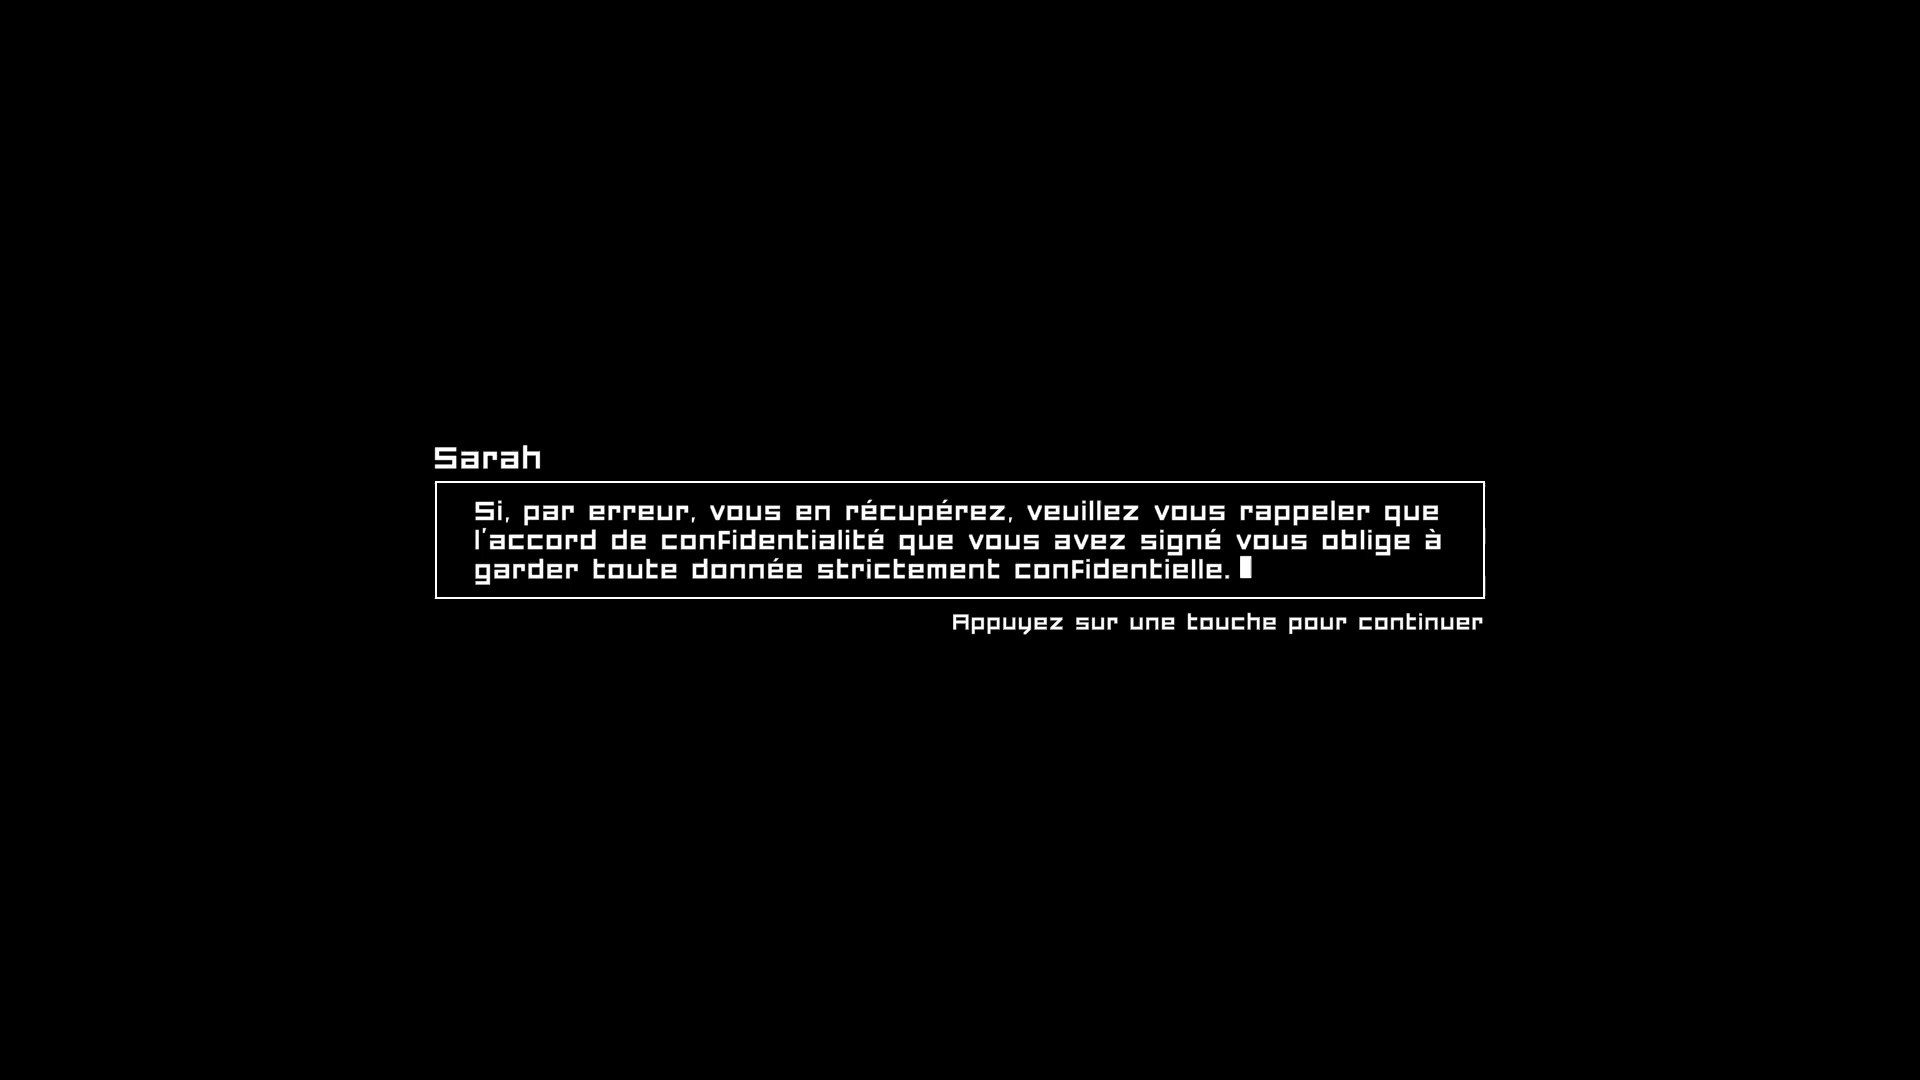 Sarah
Si, par erreur, vous en récupérez, veuillez vous rappeler que
l'accord de confidentialité que vous avez signé vous oblige à
garder toute donnée strictement confidentielle.
Appuyez sur une touche pour continuer